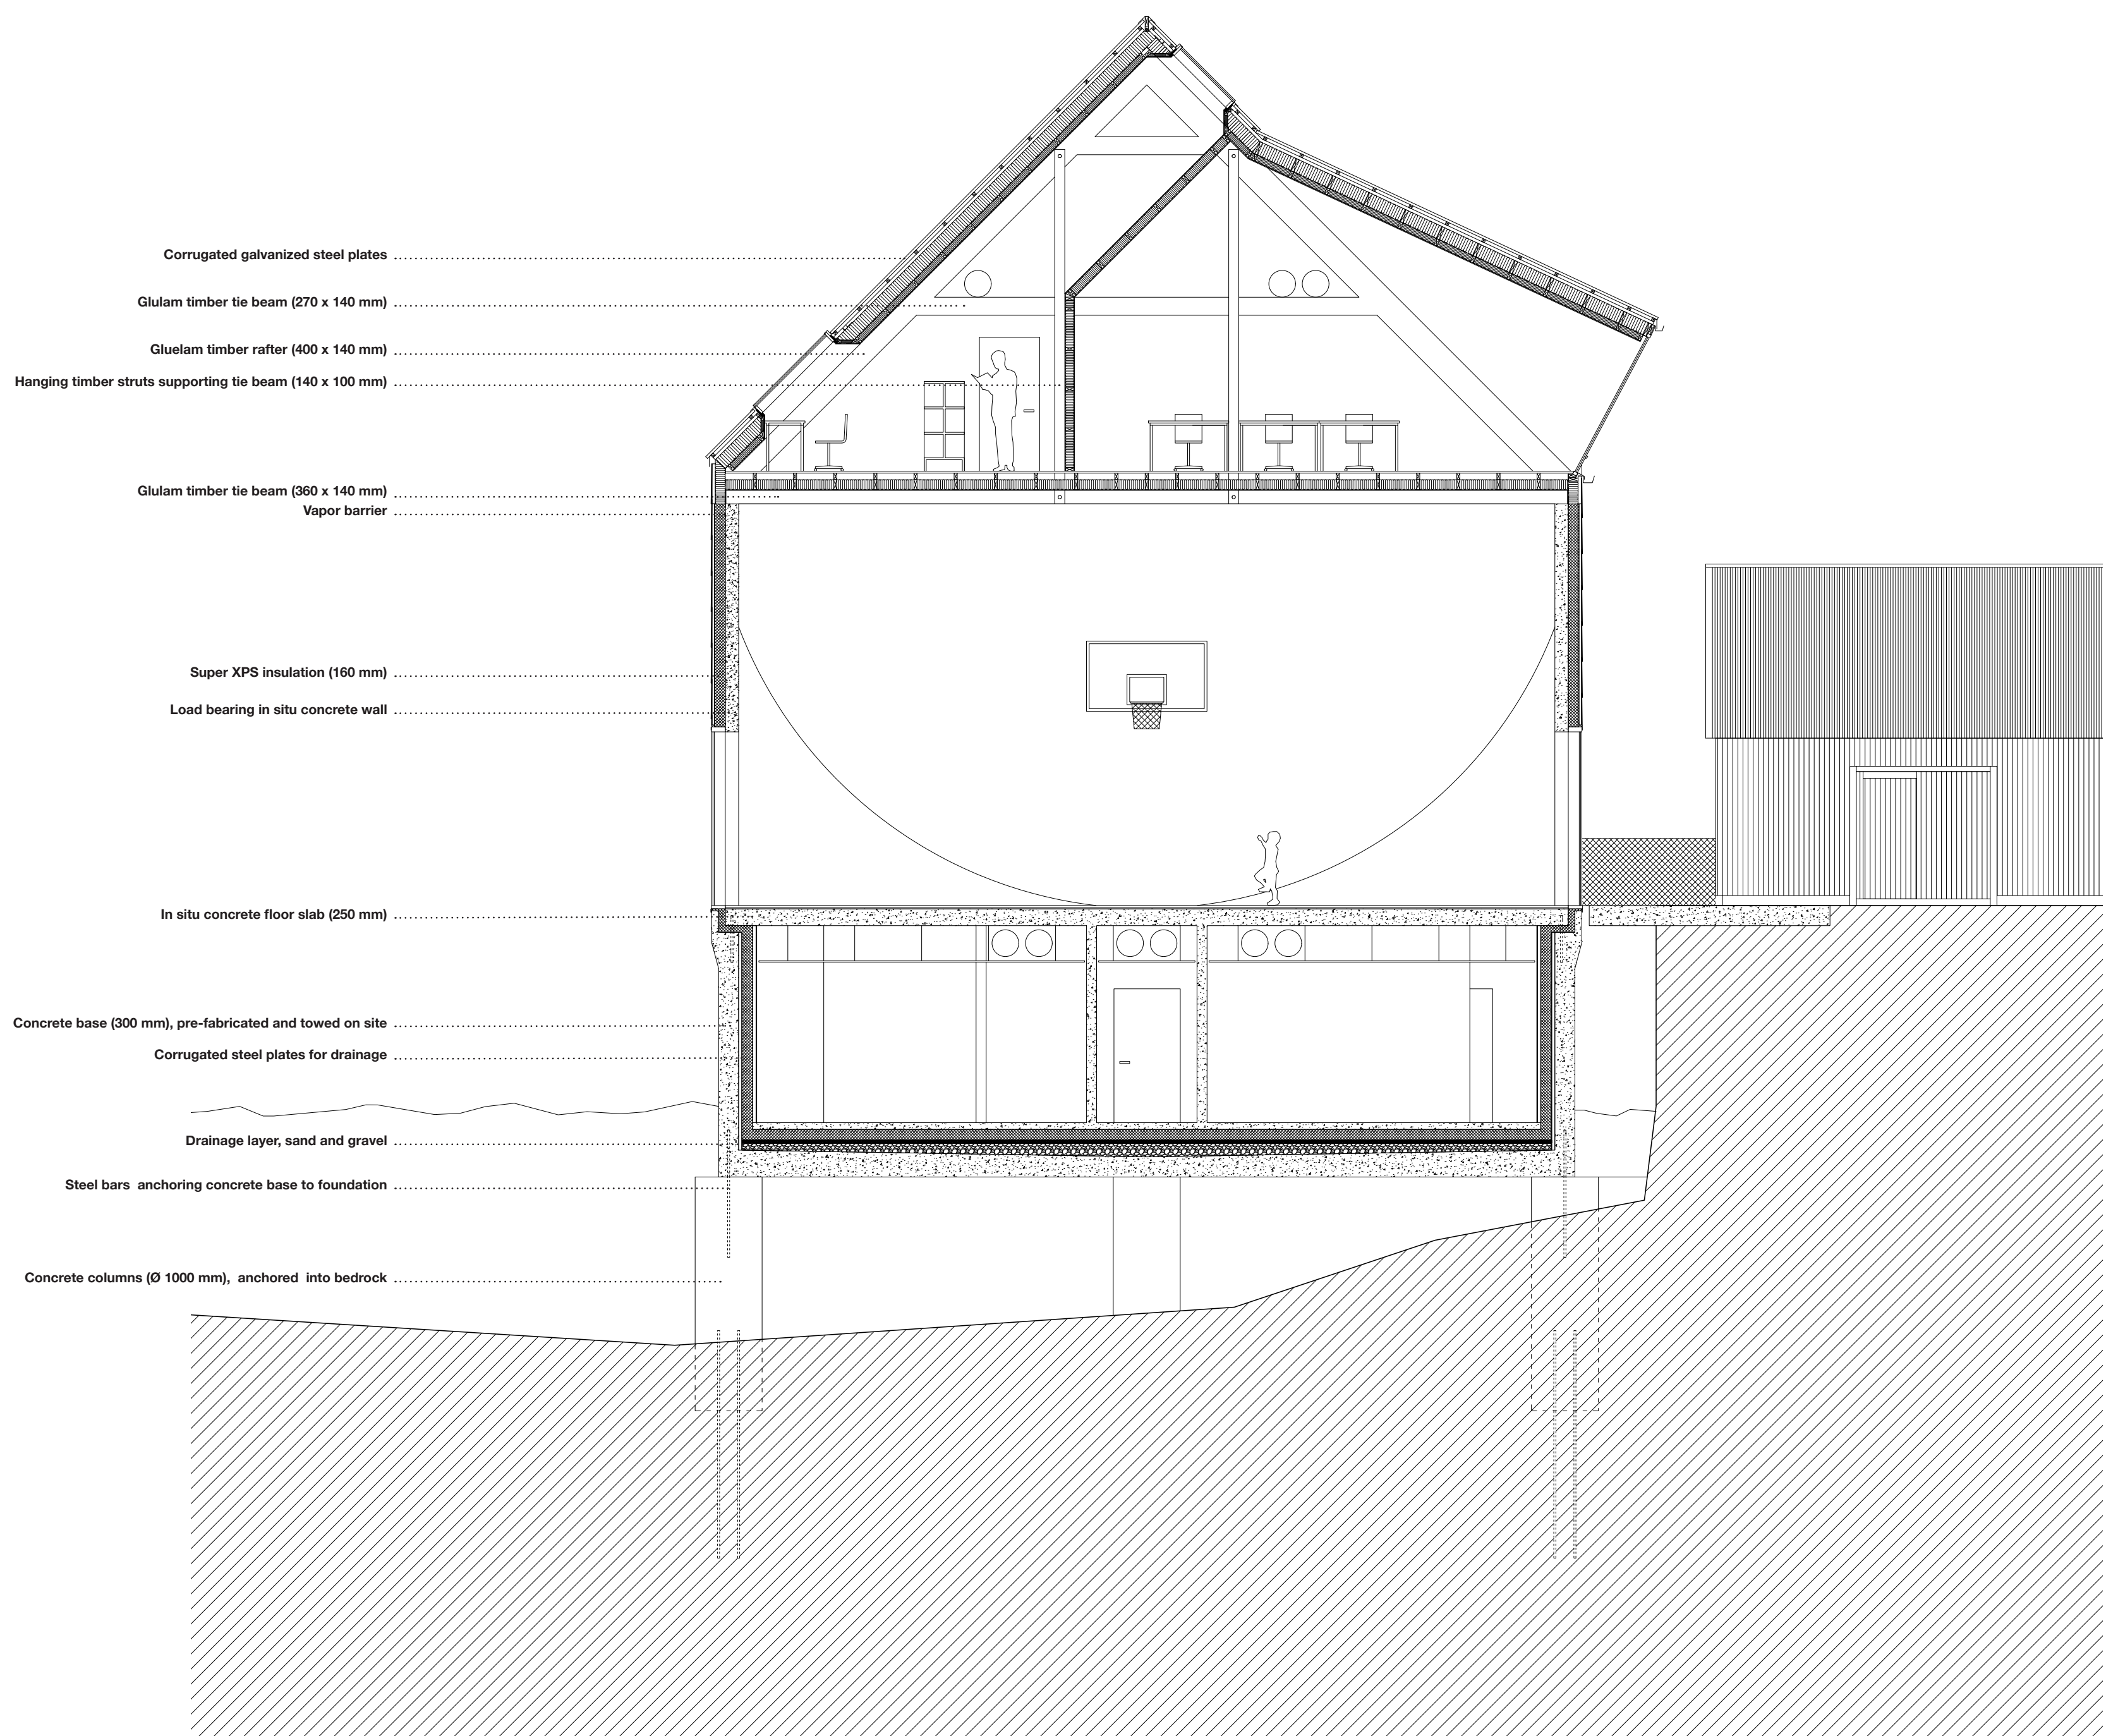 Corrugated galvanized steel plates
Glulam timber tie beam (270 x 140 mm)
Gluelam timber rafter (400 x 140 mm)
Hanging timber struts supporting tie beam (140 x 100 mm)
Glulam timber tie beam (360 x 140 mm)
Vapor barrier
Super XPS insulation (160 mm)
Load bearing in situ concrete wall
In situ concrete floor slab (250 mm)
Concrete base (300 mm), pre-fabricated and towed on site
Corrugated steel plates for drainage
Drainage layer, sand and gravel
Steel bars  anchoring concrete base to foundation
Concrete columns (Ø 1000 mm),  anchored  into bedrock